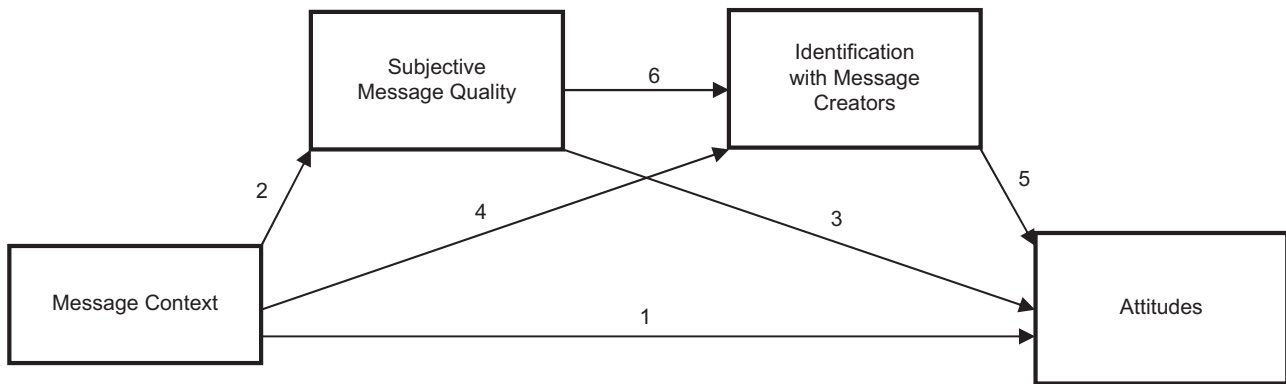 Subjective
Message Quality
6
Identification
with Message
Creators
2
4
3
5
Message Context
1
Attitudes